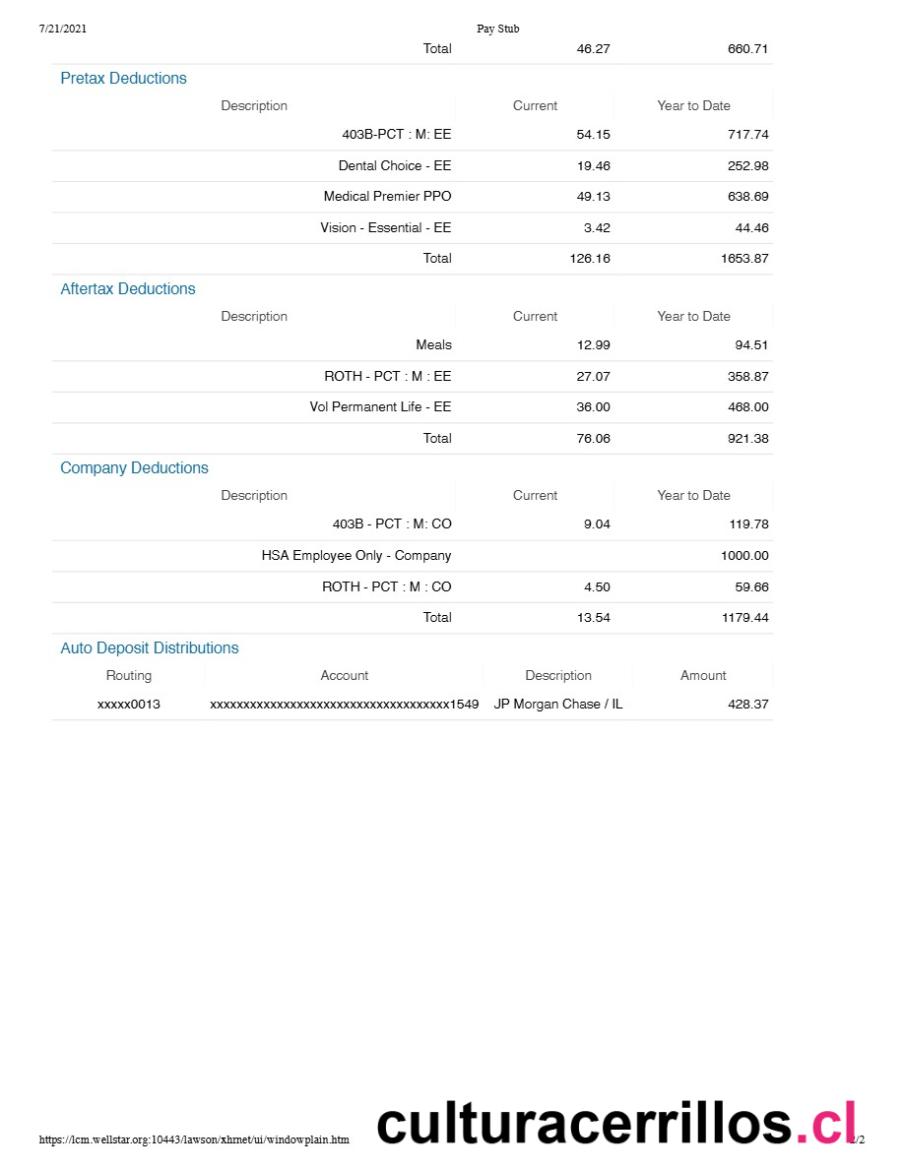 7/21/2021 Pay Stub
Total 46.27 660.71
Pretax Deductions
Description Current Year to Date
403B-PCT : M: EE 54.15 717.74
Dental Choice - EE 19.46 252.98
Medical Premier PPO 49.13 638.69
Vision - Essential - EE 3.42 44.46
Total 126.16 1653.87
Aftertax Deductions
Description Current Year to Date
Meals 12.99 94.51
ROTH - PCT : M : EE 27.07 358.87
Vol Permanent Life - EE 36.00 468.00
Total 76.06 921.38
Company Deductions
Description Current Year to Date
403B - PCT : M: CO 9.04 119.78
HSA Employee Only - Company 1000.00
ROTH - PCT : M : CO 4.50 59.66
Total 13.54 1179.44
Auto Deposit Distributions
Routing Account Description Amount
xxxxx0013 xxxxxxxxxxxxxxxxxxxxxxxxxxxxxxxxxxxx1549 JP Morgan Chase / IL 428.37
https://lcm.wellstar.org:10443/lawson/xhrnet/ui/windowplain.htm culturacerrillos.cl /2